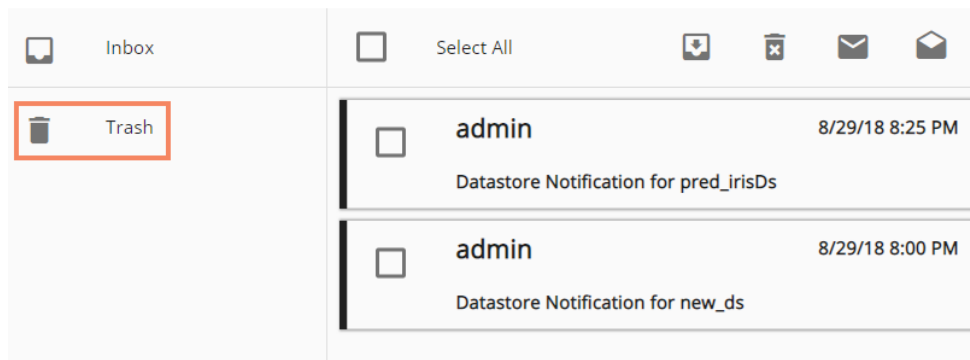 Inbox
Select All
Trash
admin
8/29/18 8:25 PM
Datastore Notification for pred_irisDs
admin
8/29/18 8:00 PM
Datastore Notification for new_ds